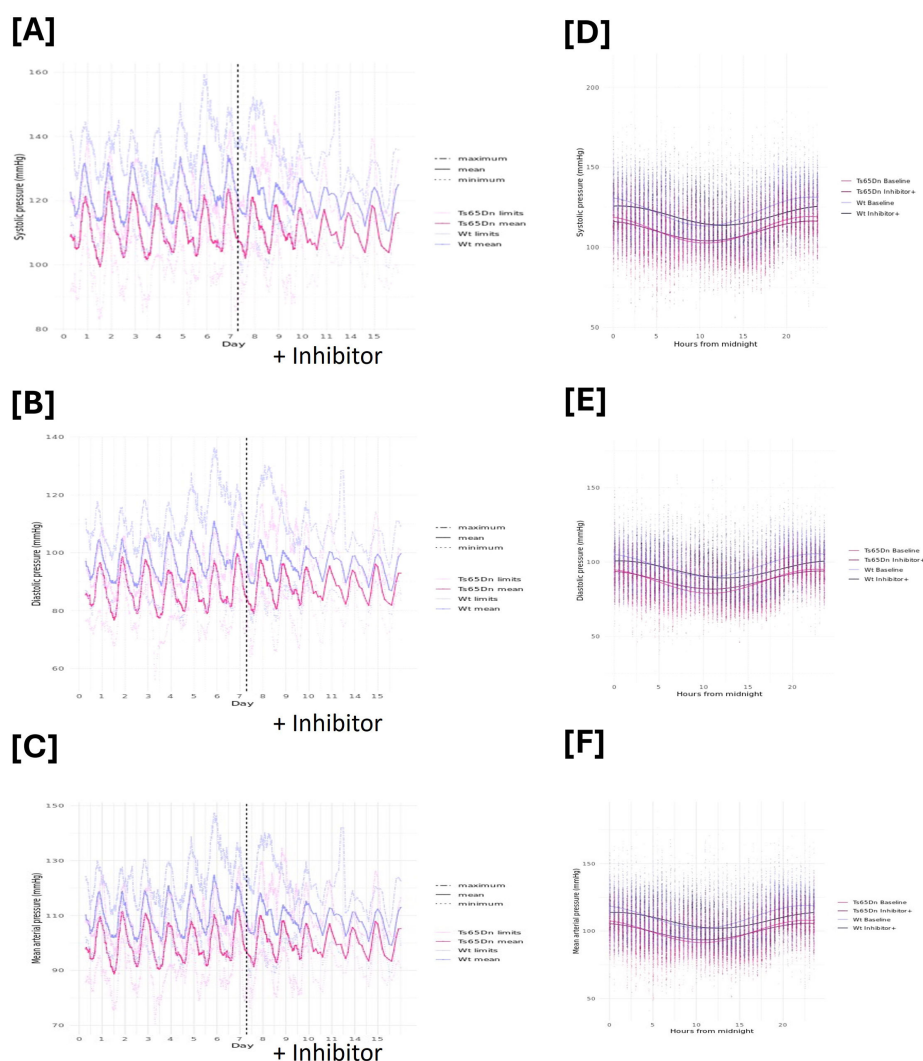 [A]
160
140
120
100
80
Systolic pressure (mmHg)
0 1 2 3 4 5 6 7 8 9 10 11 14 15
Day
+ Inhibitor
maximum
mean
minimum
Ts65Dn limits
Ts65Dn mean
Wt limits
Wt mean
[D]
200
150
100
50
Systolic pressure (mmHg)
0 5 10 15 20
Hours from midnight
Ts65Dn Baseline
Ts65Dn Inhibitor+
Wt Baseline
Wt Inhibitor+
[B]
140
120
100
80
60
Diastolic pressure (mmHg)
0 1 2 3 4 5 6 7 8 9 10 11 14 15
Day
+ Inhibitor
maximum
mean
minimum
Ts65Dn limits
Ts65Dn mean
Wt limits
Wt mean
[E]
150
100
50
Diastolic pressure (mmHg)
0 5 10 15 20
Hours from midnight
Ts65Dn Baseline
Ts65Dn Inhibitor+
Wt Baseline
Wt Inhibitor+
[C]
150
130
110
90
70
Mean arterial pressure (mmHg)
0 1 2 3 4 5 6 7 8 9 10 11 14 15
Day
+ Inhibitor
maximum
mean
minimum
Ts65Dn limits
Ts65Dn mean
Wt limits
Wt mean
[F]
150
100
50
Mean arterial pressure (mmHg)
0 5 10 15 20
Hours from midnight
Ts65Dn Baseline
Ts65Dn Inhibitor+
Wt Baseline
Wt Inhibitor+